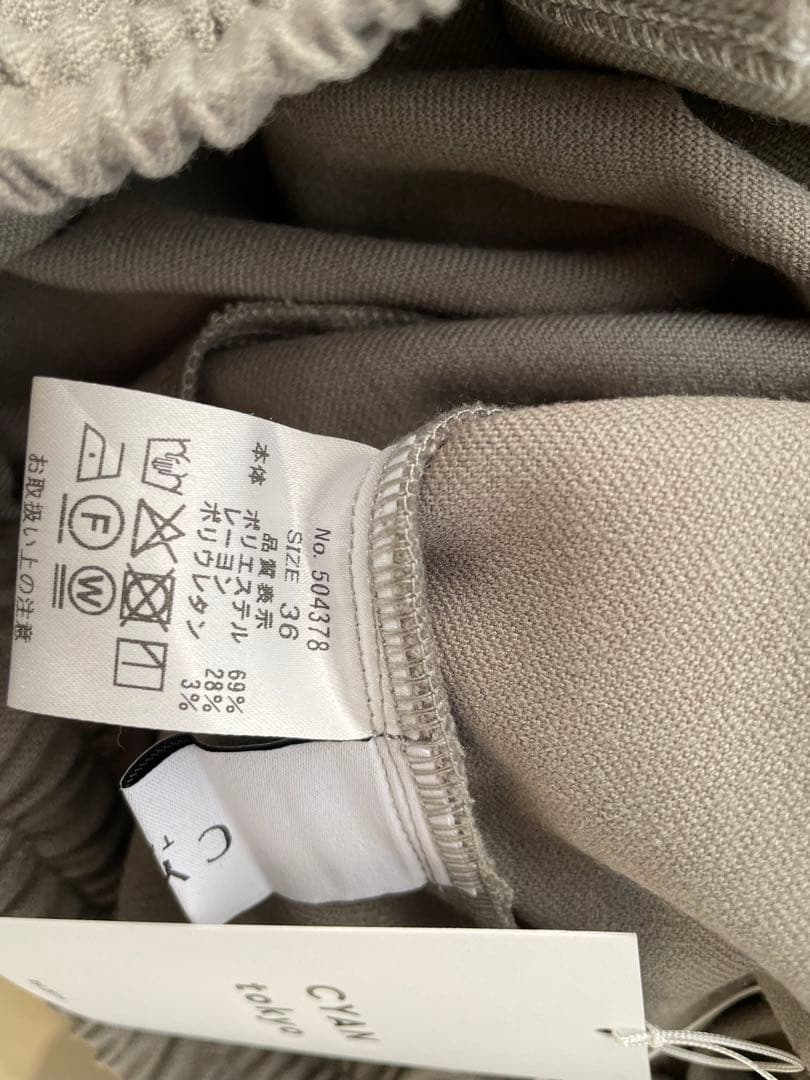 No. 504378
SIZE 36
品質表示
本体 ポリエステル 69%
レーヨン 28%
ポリウレタン 3%
F
W
お取扱い上の注意
C
CYAN
tokyo